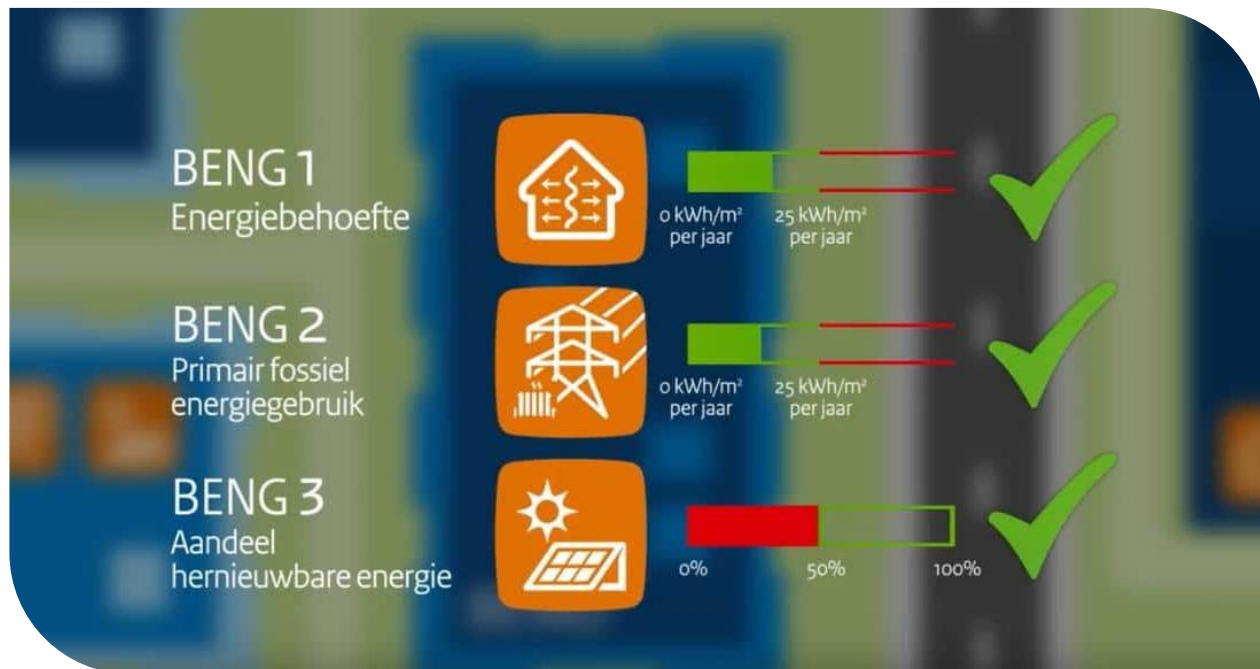 BENG 1
Energiebehoefte
0 kWh/m²
per jaar
25 kWh/m²
per jaar
BENG 2
Primair fossiel
energiegebruik
0 kWh/m²
per jaar
25 kWh/m²
per jaar
BENG 3
Aandeel
hernieuwbare energie
0%
50%
100%